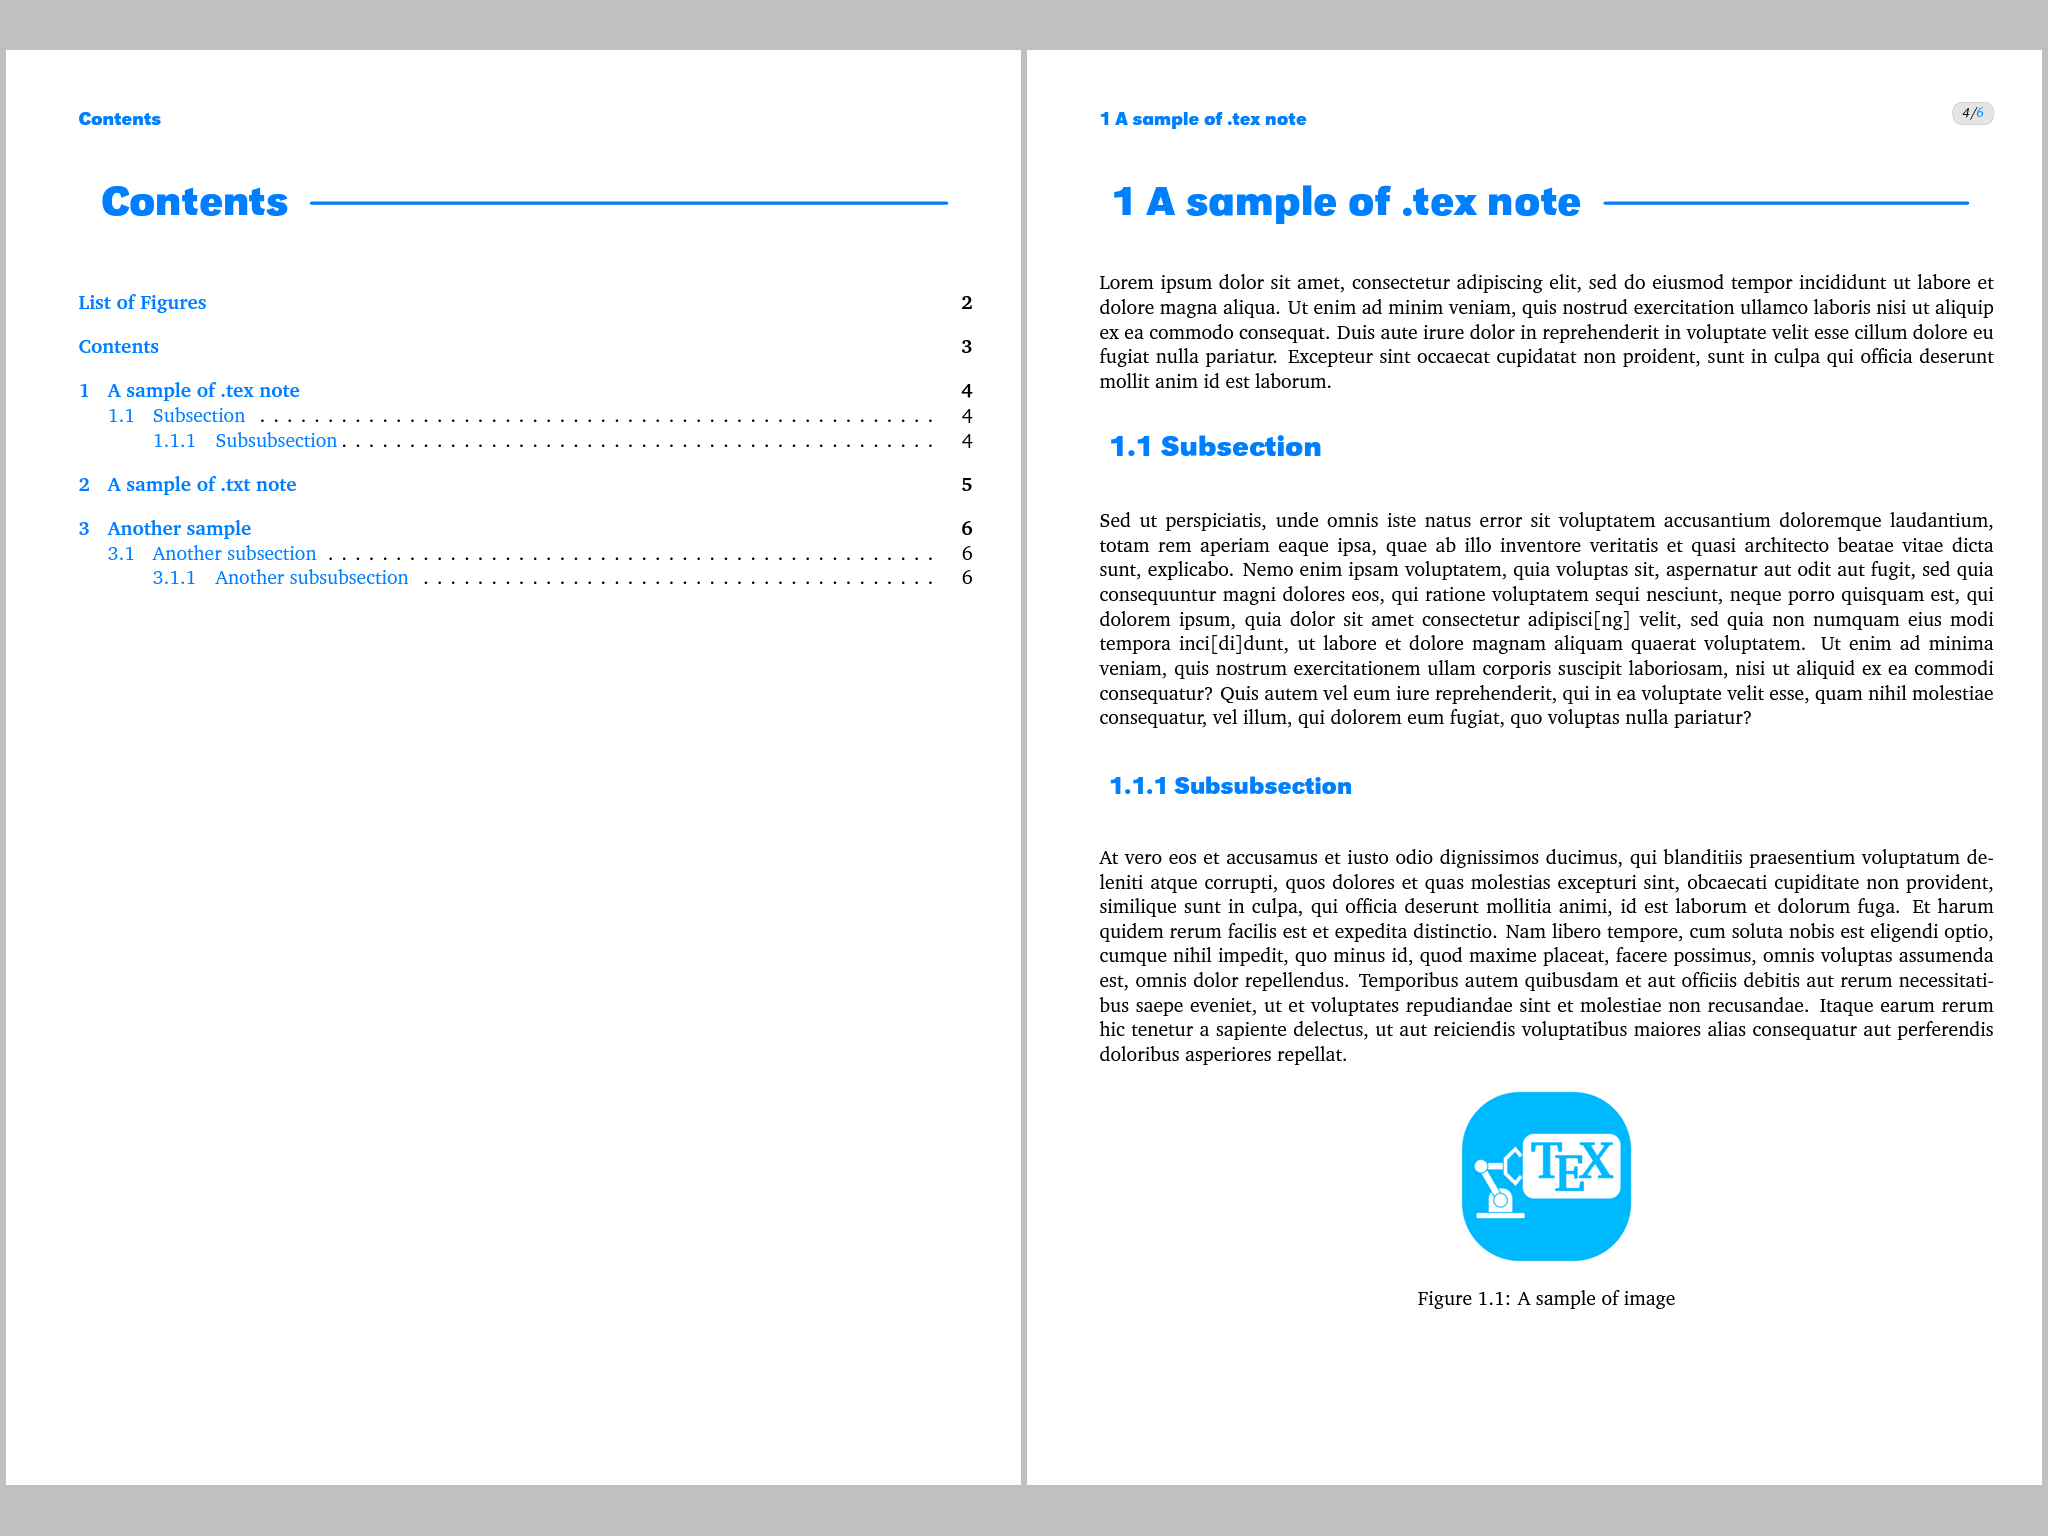 Contents
Contents
List of Figures 2
Contents 3
1 A sample of .tex note 4
1.1 Subsection . . . . . . . . . . . . . . . . . . . . . . . . . . . . . . . . . . . . . . . . . . . . . . . . . . 4
1.1.1 Subsubsection . . . . . . . . . . . . . . . . . . . . . . . . . . . . . . . . . . . . . . . . . . . . 4
2 A sample of .txt note 5
3 Another sample 6
3.1 Another subsection . . . . . . . . . . . . . . . . . . . . . . . . . . . . . . . . . . . . . . . . . . . . . 6
3.1.1 Another subsubsection . . . . . . . . . . . . . . . . . . . . . . . . . . . . . . . . . . . . . . 6
1 A sample of .tex note 4/6
1 A sample of .tex note
Lorem ipsum dolor sit amet, consectetur adipiscing elit, sed do eiusmod tempor incididunt ut labore et
dolore magna aliqua. Ut enim ad minim veniam, quis nostrud exercitation ullamco laboris nisi ut aliquip
ex ea commodo consequat. Duis aute irure dolor in reprehenderit in voluptate velit esse cillum dolore eu
fugiat nulla pariatur. Excepteur sint occaecat cupidatat non proident, sunt in culpa qui officia deserunt
mollit anim id est laborum.
1.1 Subsection
Sed ut perspiciatis, unde omnis iste natus error sit voluptatem accusantium doloremque laudantium,
totam rem aperiam eaque ipsa, quae ab illo inventore veritatis et quasi architecto beatae vitae dicta
sunt, explicabo. Nemo enim ipsam voluptatem, quia voluptas sit, aspernatur aut odit aut fugit, sed quia
consequuntur magni dolores eos, qui ratione voluptatem sequi nesciunt, neque porro quisquam est, qui
dolorem ipsum, quia dolor sit amet consectetur adipisci[ng] velit, sed quia non numquam eius modi
tempora inci[di]dunt, ut labore et dolore magnam aliquam quaerat voluptatem. Ut enim ad minima
veniam, quis nostrum exercitationem ullam corporis suscipit laboriosam, nisi ut aliquid ex ea commodi
consequatur? Quis autem vel eum iure reprehenderit, qui in ea voluptate velit esse, quam nihil molestiae
consequatur, vel illum, qui dolorem eum fugiat, quo voluptas nulla pariatur?
1.1.1 Subsubsection
At vero eos et accusamus et iusto odio dignissimos ducimus, qui blanditiis praesentium voluptatum de-
leniti atque corrupti, quos dolores et quas molestias excepturi sint, obcaecati cupiditate non provident,
similique sunt in culpa, qui officia deserunt mollitia animi, id est laborum et dolorum fuga. Et harum
quidem rerum facilis est et expedita distinctio. Nam libero tempore, cum soluta nobis est eligendi optio,
cumque nihil impedit, quo minus id, quod maxime placeat, facere possimus, omnis voluptas assumenda
est, omnis dolor repellendus. Temporibus autem quibusdam et aut officiis debitis aut rerum necessitati-
bus saepe eveniet, ut et voluptates repudiandae sint et molestiae non recusandae. Itaque earum rerum
hic tenetur a sapiente delectus, ut aut reiciendis voluptatibus maiores alias consequatur aut perferendis
doloribus asperiores repellat.
TEX
Figure 1.1: A sample of image